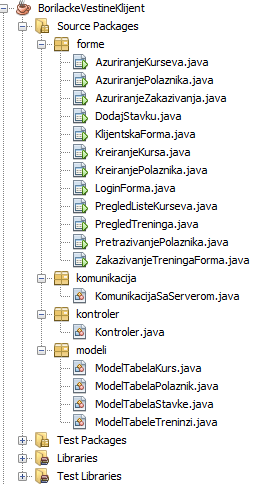 BorilackeVestineKlijent
Source Packages
forme
AzuriranjeKurseva.java
AzuriranjePolaznika.java
AzuriranjeZakazivanja.java
DodajStavku.java
KlijentskaForma.java
KreiranjeKursa.java
KreiranjePolaznika.java
LoginForma.java
PregledListeKurseva.java
PregledTreninga.java
PretrazivanjePolaznika.java
ZakazivanjeTreningaForma.java
komunikacija
KomunikacijaSaServerom.java
kontroler
Kontroler.java
modeli
ModelTabelaKurs.java
ModelTabelaPolaznik.java
ModelTabelaStavke.java
ModelTabeleTreninzi.java
Test Packages
Libraries
Test Libraries